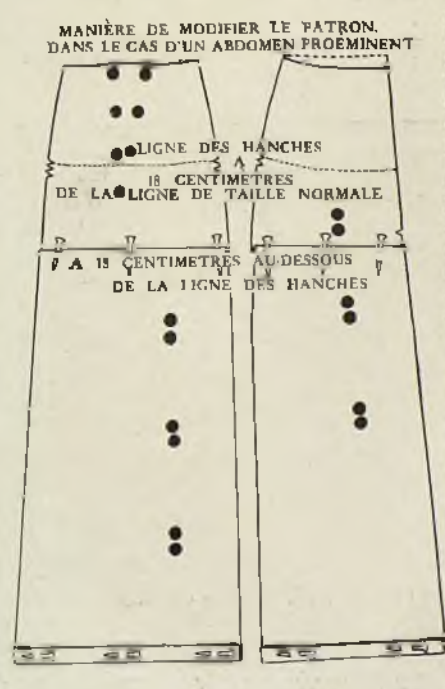 MANIÈRE DE MODIFIER LE PATRON,
DANS LE CAS D'UN ABDOMEN PROÉMINENT
LIGNE DES HANCHES
A
18 CENTIMETRES
DE LA LIGNE DE TAILLE NORMALE
A 18 CENTIMETRES AU-DESSOUS
DE LA LIGNE DES HANCHES